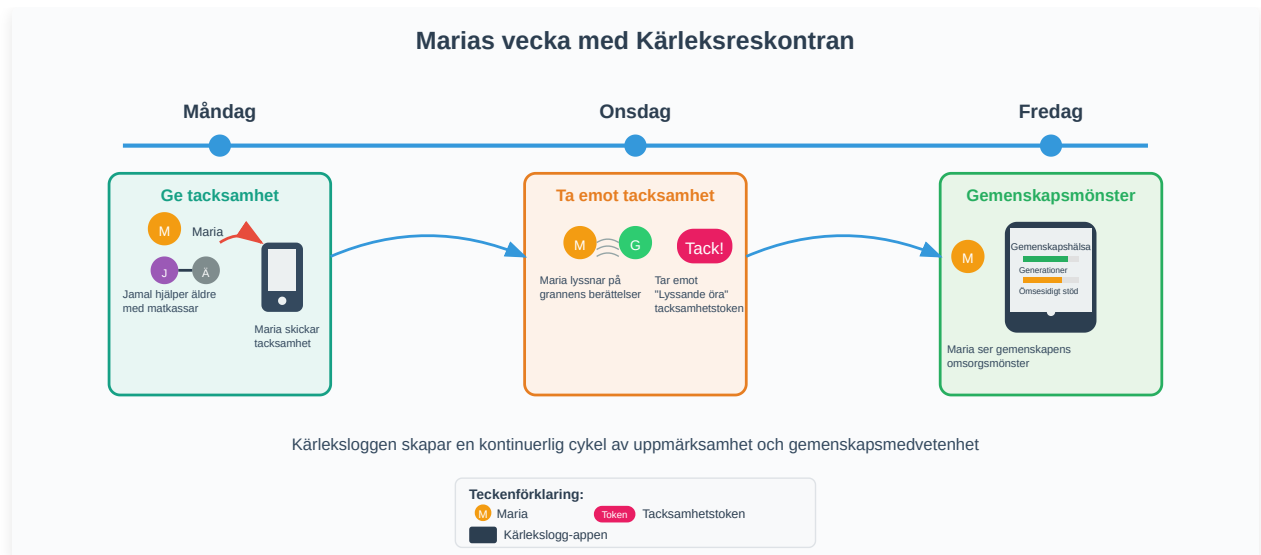 Marias vecka med Kärleksreskontran
Måndag
Onsdag
Fredag
Ge tacksamhet
M
Maria
J
Ä
Jamal hjälper äldre
med matkassar
Maria skickar
tacksamhet
Ta emot tacksamhet
M
G
Tack!
Maria lyssnar på
grannens berättelser
Tar emot
"Lyssande öra"
tacksamhetstoken
Gemenskapsmönster
M
Gemenskapshälsa
Generationer
Ömsesidigt stöd
Maria ser gemenskapens
omsorgsmönster
Kärleksloggen skapar en kontinuerlig cykel av uppmärksamhet och gemenskapsmedvetenhet
Teckenförklaring:
M Maria
Token Tacksamhetstoken
Kärlekslogg-appen